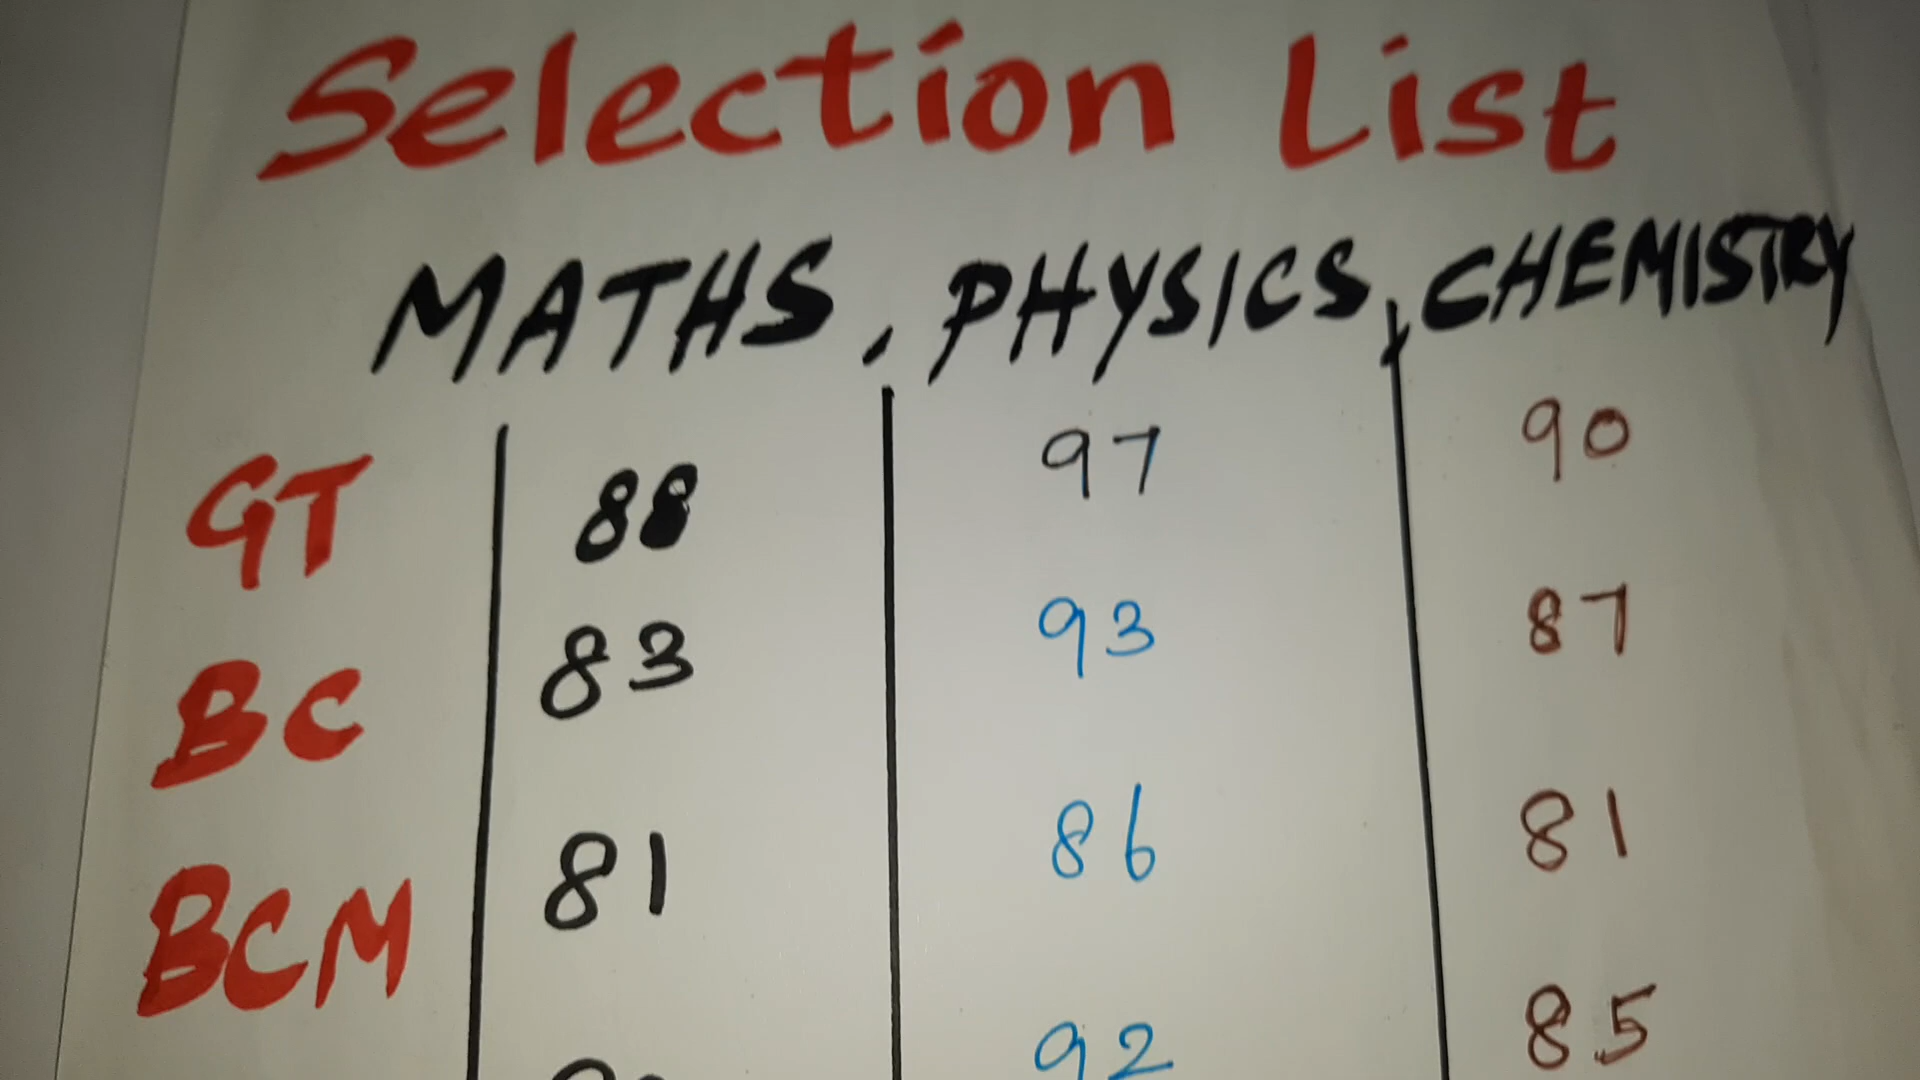 Selection List
MATHS, PHYSICS, CHEMISTRY
GT 88 97 90
BC 83 93 87
BCM 81 86 81
92 85